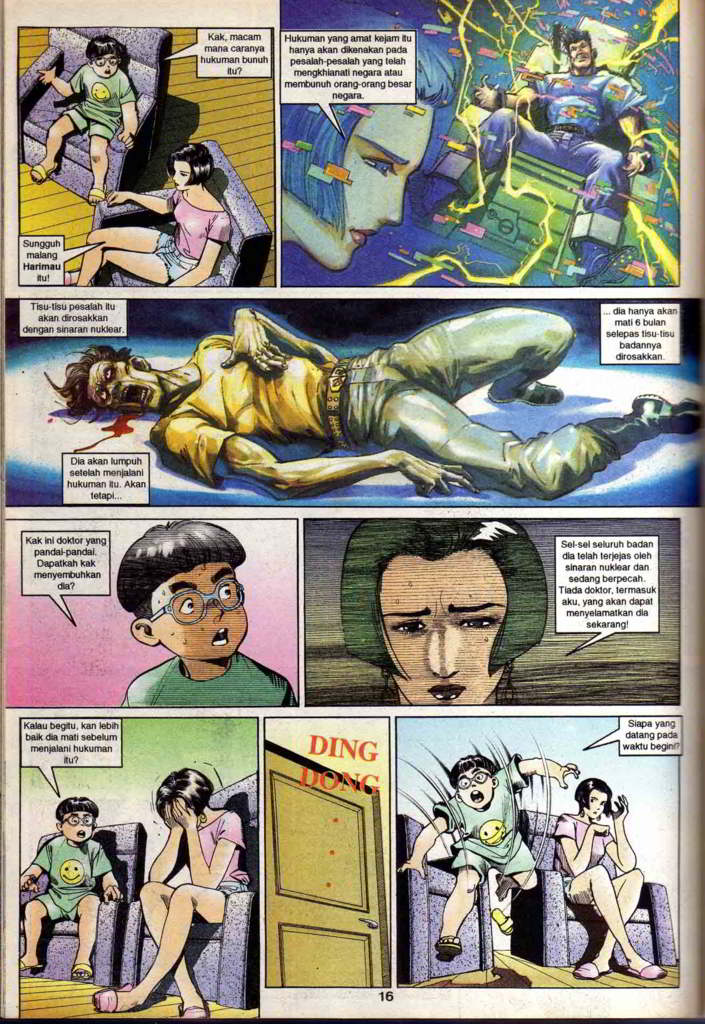 Kak, macam
mana caranya
hukuman bunuh
itu?
Sungguh
malang
Harimau
itu!
Hukuman yang amat kejam itu
hanya akan dikenakan pada
pesalah-pesalah yang telah
mengkhianati negara atau
membunuh orang-orang besar
negara.
Tisu-tisu pesalah itu
akan dirosakkan
dengan sinaran nuklear.
Dia akan lumpuh
setelah menjalani
hukuman itu. Akan
tetapi...
... dia hanya akan
mati 6 bulan
selepas tisu-tisu
badannya
dirosakkan.
Kak ini doktor yang
pandai-pandai.
Dapatkah kak
menyembuhkan
dia?
Sel-sel seluruh badan
dia telah terjejas oleh
sinaran nuklear dan
sedang berpecah.
Tiada doktor, termasuk
aku, yang akan dapat
menyelamatkan dia
sekarang!
Kalau begitu, kan lebih
baik dia mati sebelum
menjalani hukuman
itu?
DING
DONG
Siapa yang
datang pada
waktu begini?
16